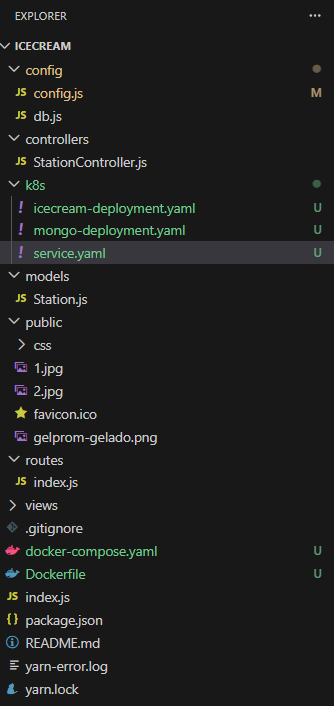 EXPLORER ...
ICECREAM
config
JS config.js M
JS db.js
controllers
JS StationController.js
k8s
! icecream-deployment.yaml U
! mongo-deployment.yaml U
! service.yaml U
models
JS Station.js
public
css
1.jpg
2.jpg
favicon.ico
gelprom-gelado.png
routes
JS index.js
views
.gitignore
docker-compose.yaml U
Dockerfile U
JS index.js
{ } package.json
README.md
yarn-error.log
yarn.lock